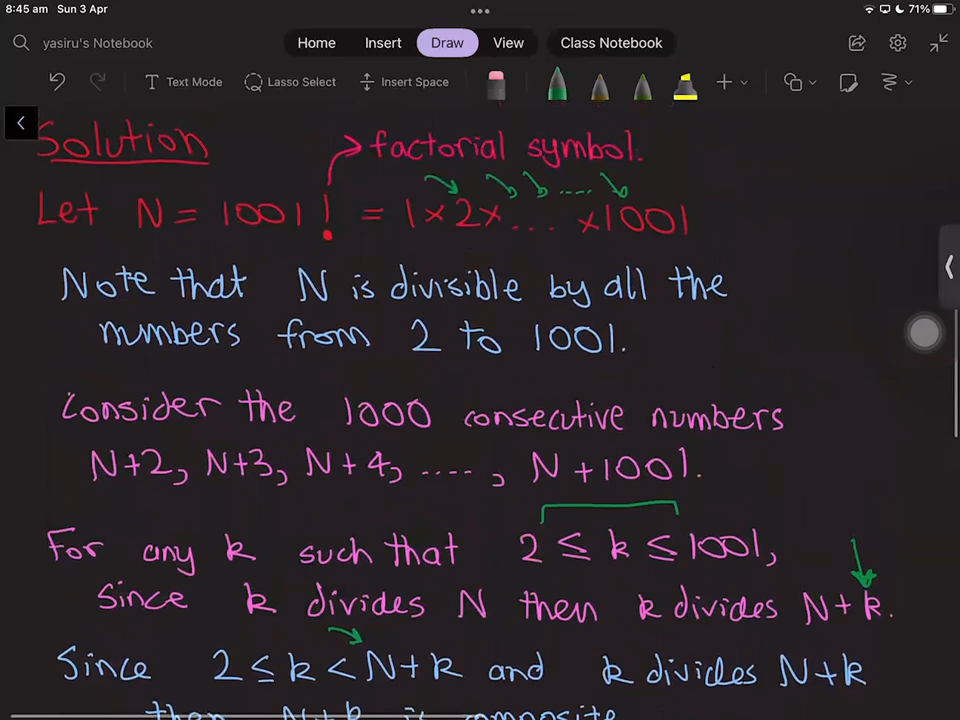 8:45 am Sun 3 Apr
71%
yasiru's Notebook
Home Insert Draw View Class Notebook
Text Mode Lasso Select Insert Space
Solution
factorial symbol.
Let N = 1001! = 1×2×... ×1001
Note that N is divisible by all the
numbers from 2 to 1001.
Consider the 1000 consecutive numbers
N+2, N+3, N+4, ...., N+1001.
For any k such that 2 ≤ k ≤ 1001,
since k divides N then k divides N+k.
Since 2 ≤ k < N+k and k divides N+k
then N+k is composite